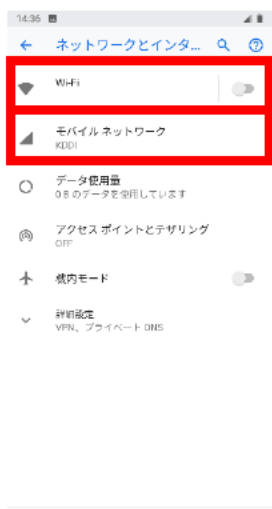 14:36
ネットワークとインタ...
Wi-Fi
モバイル ネットワーク
KDDI
データ使用量
0 B のデータを使用しています
アクセス ポイントとテザリング
OFF
機内モード
詳細設定
VPN、プライベート DNS